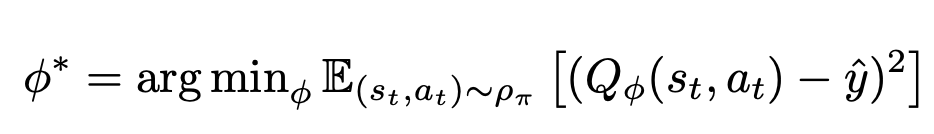 ϕ* = arg min_ϕ 𝔼_{(s_t,a_t)∼ρ_π} [(Q_ϕ(s_t, a_t) − ŷ)²]